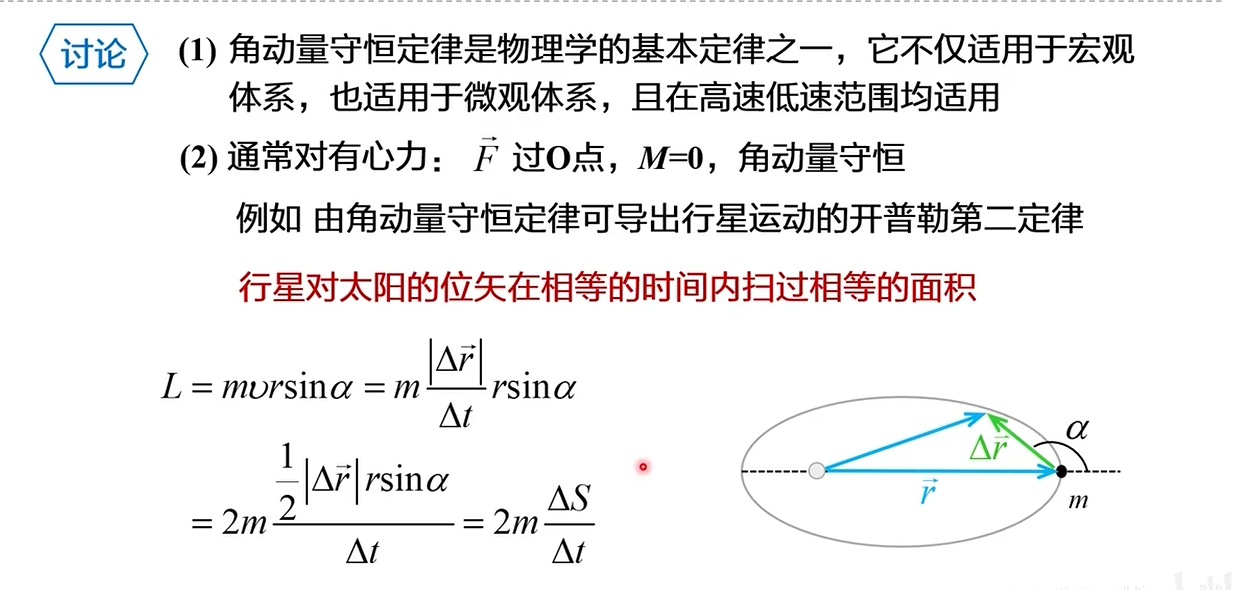 讨论
(1) 角动量守恒定律是物理学的基本定律之一，它不仅适用于宏观
体系，也适用于微观体系，且在高速低速范围均适用
(2) 通常对有心力： $\vec{F}$ 过O点，M=0，角动量守恒
例如 由角动量守恒定律可导出行星运动的开普勒第二定律
行星对太阳的位矢在相等的时间内扫过相等的面积
$L = m\upsilon r\sin\alpha = m\frac{|\Delta\vec{r}|}{\Delta t}r\sin\alpha$
$= 2m\frac{\frac{1}{2}|\Delta\vec{r}|r\sin\alpha}{\Delta t} = 2m\frac{\Delta S}{\Delta t}$
$\alpha$
$\Delta\vec{r}$
$\vec{r}$
m